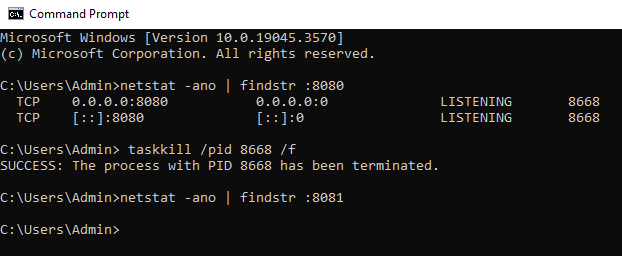 Command Prompt
Microsoft Windows [Version 10.0.19045.3570]
(c) Microsoft Corporation. All rights reserved.
C:\Users\Admin>netstat -ano | findstr :8080
TCP 0.0.0.0:8080 0.0.0.0:0 LISTENING 8668
TCP [::]:8080 [::]:0 LISTENING 8668
C:\Users\Admin> taskkill /pid 8668 /f
SUCCESS: The process with PID 8668 has been terminated.
C:\Users\Admin>netstat -ano | findstr :8081
C:\Users\Admin>